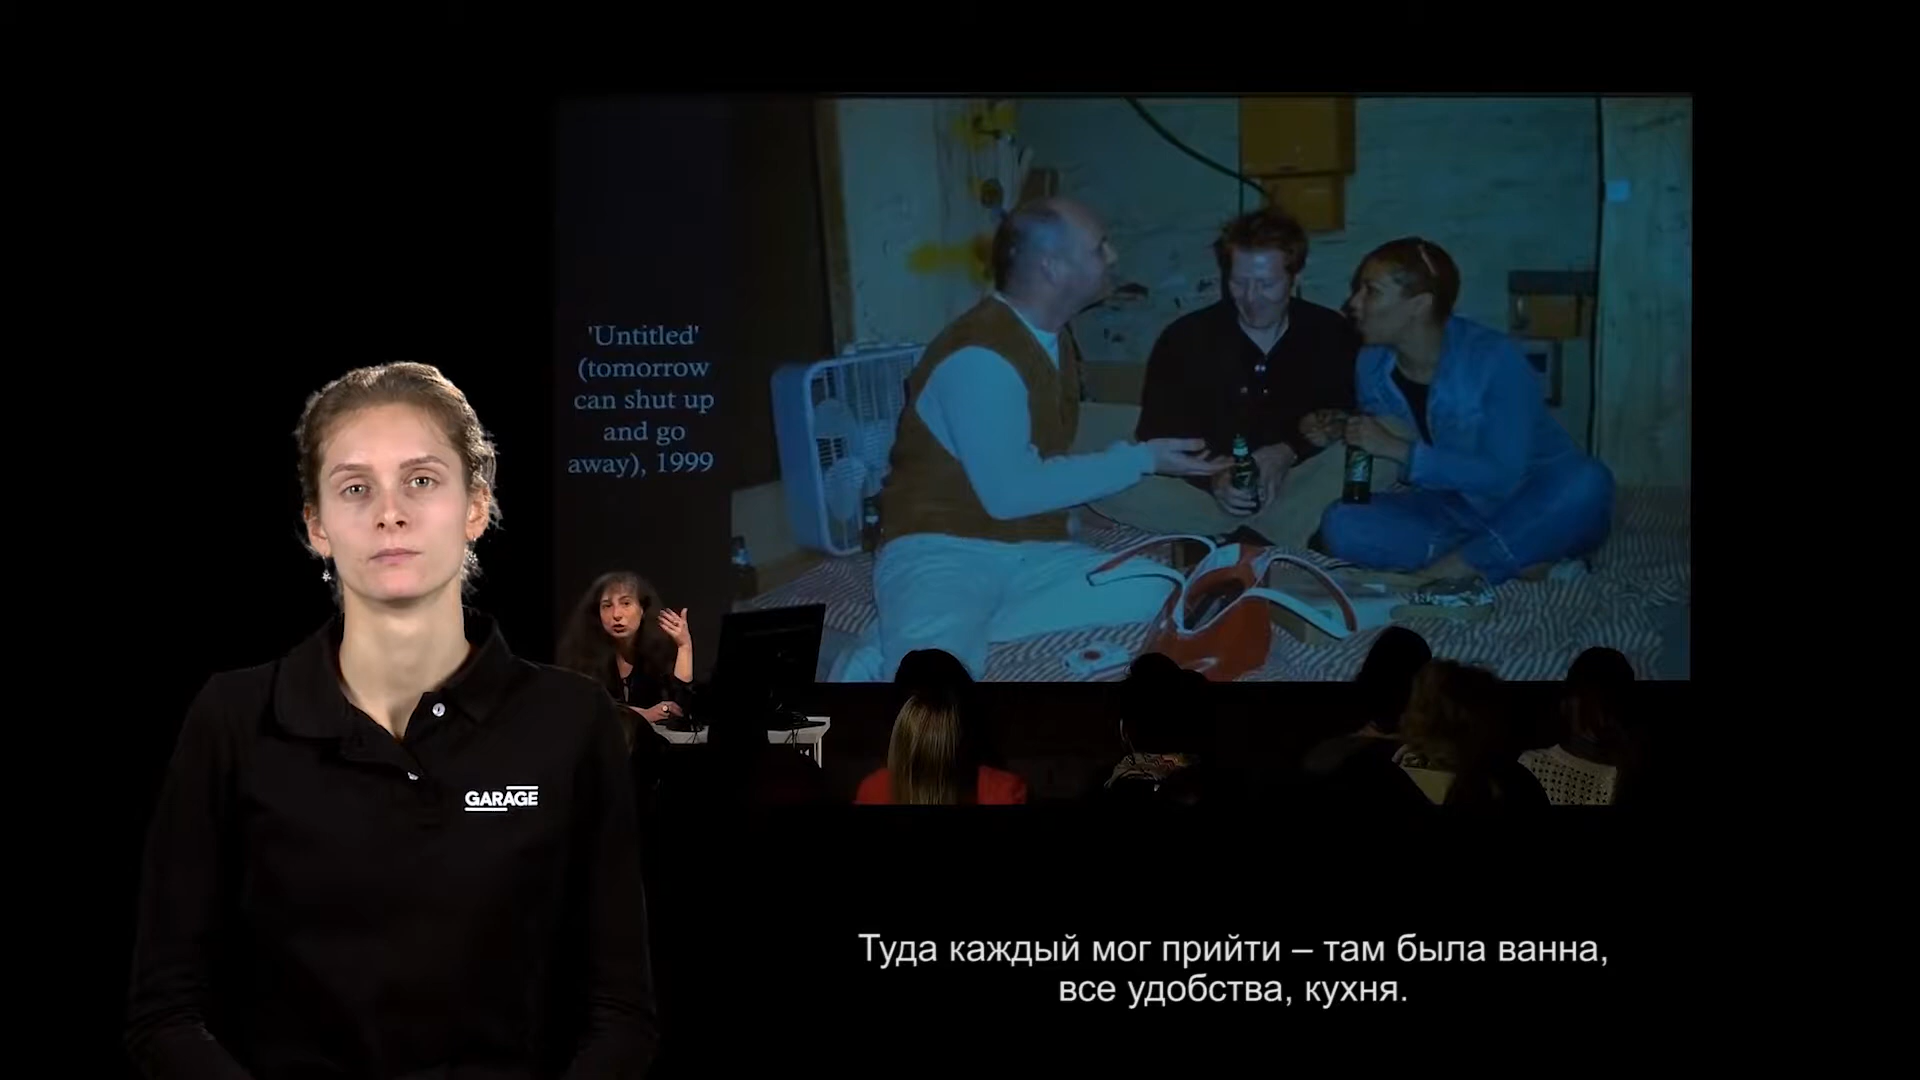 'Untitled'
(tomorrow
can shut up
and go
away), 1999
GARAGE
Туда каждый мог прийти – там была ванна,
все удобства, кухня.